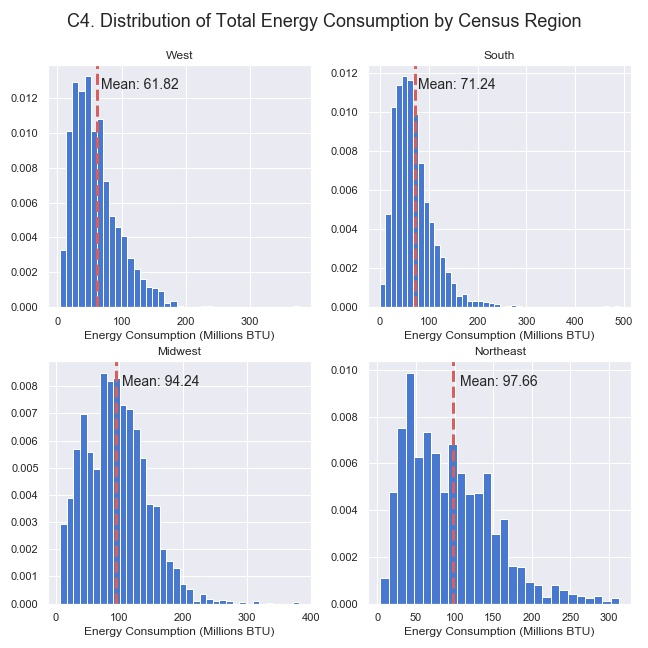 C4. Distribution of Total Energy Consumption by Census Region
West
South
Mean: 61.82
Mean: 71.24
0.012
0.010
0.008
0.006
0.004
0.002
0.000
0.012
0.010
0.008
0.006
0.004
0.002
0.000
0 100 200 300
0 100 200 300 400 500
Energy Consumption (Millions BTU)
Energy Consumption (Millions BTU)
Midwest
Northeast
Mean: 94.24
Mean: 97.66
0.008
0.007
0.006
0.005
0.004
0.003
0.002
0.001
0.000
0.010
0.008
0.006
0.004
0.002
0.000
0 100 200 300 400
0 50 100 150 200 250 300
Energy Consumption (Millions BTU)
Energy Consumption (Millions BTU)